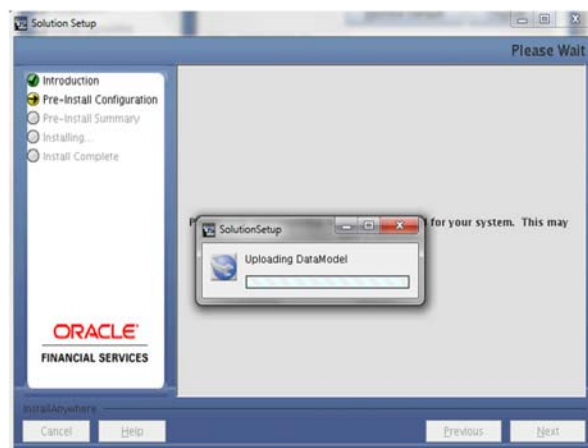 Solution Setup
Please Wait
Introduction
Pre-Install Configuration
Pre-Install Summary
Installing...
Install Complete
P
for your system. This may
SolutionSetup
Uploading DataModel
ORACLE®
FINANCIAL SERVICES
InstallAnywhere
Cancel
Help
Previous
Next